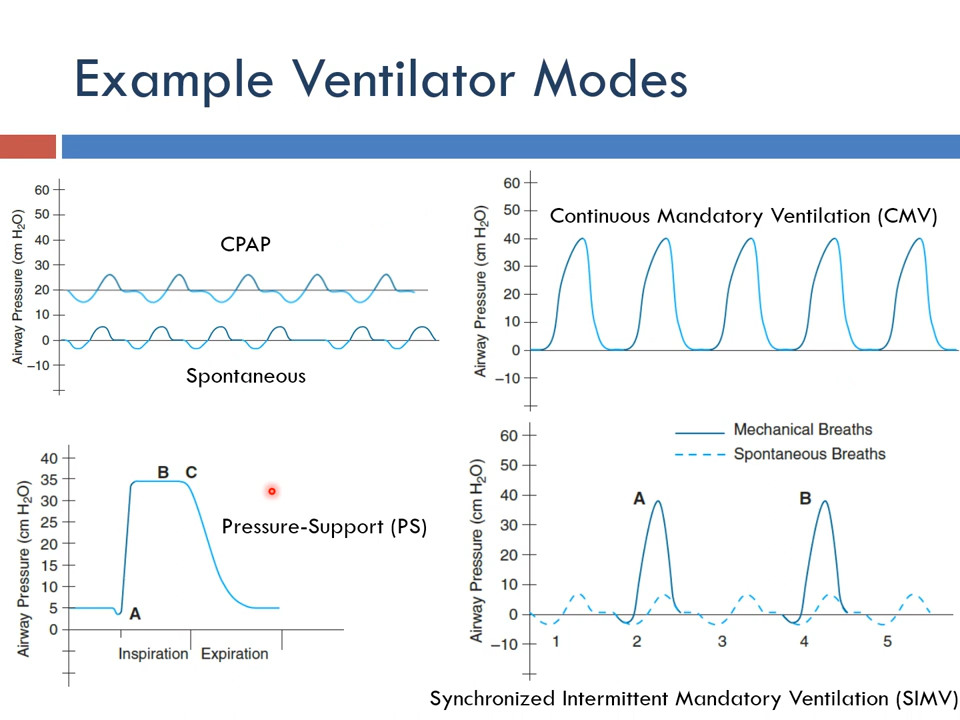 Example Ventilator Modes
Airway Pressure (cm H₂O)
60
50
40
30
20
10
0
−10
CPAP
Spontaneous
Airway Pressure (cm H₂O)
60
50
40
30
20
10
0
−10
Continuous Mandatory Ventilation (CMV)
Airway Pressure (cm H₂O)
40
35
30
25
20
15
10
5
0
B C
A
Pressure-Support (PS)
Inspiration Expiration
Airway Pressure (cm H₂O)
60
50
40
30
20
10
0
−10
Mechanical Breaths
Spontaneous Breaths
A B
1 2 3 4 5
Synchronized Intermittent Mandatory Ventilation (SIMV)